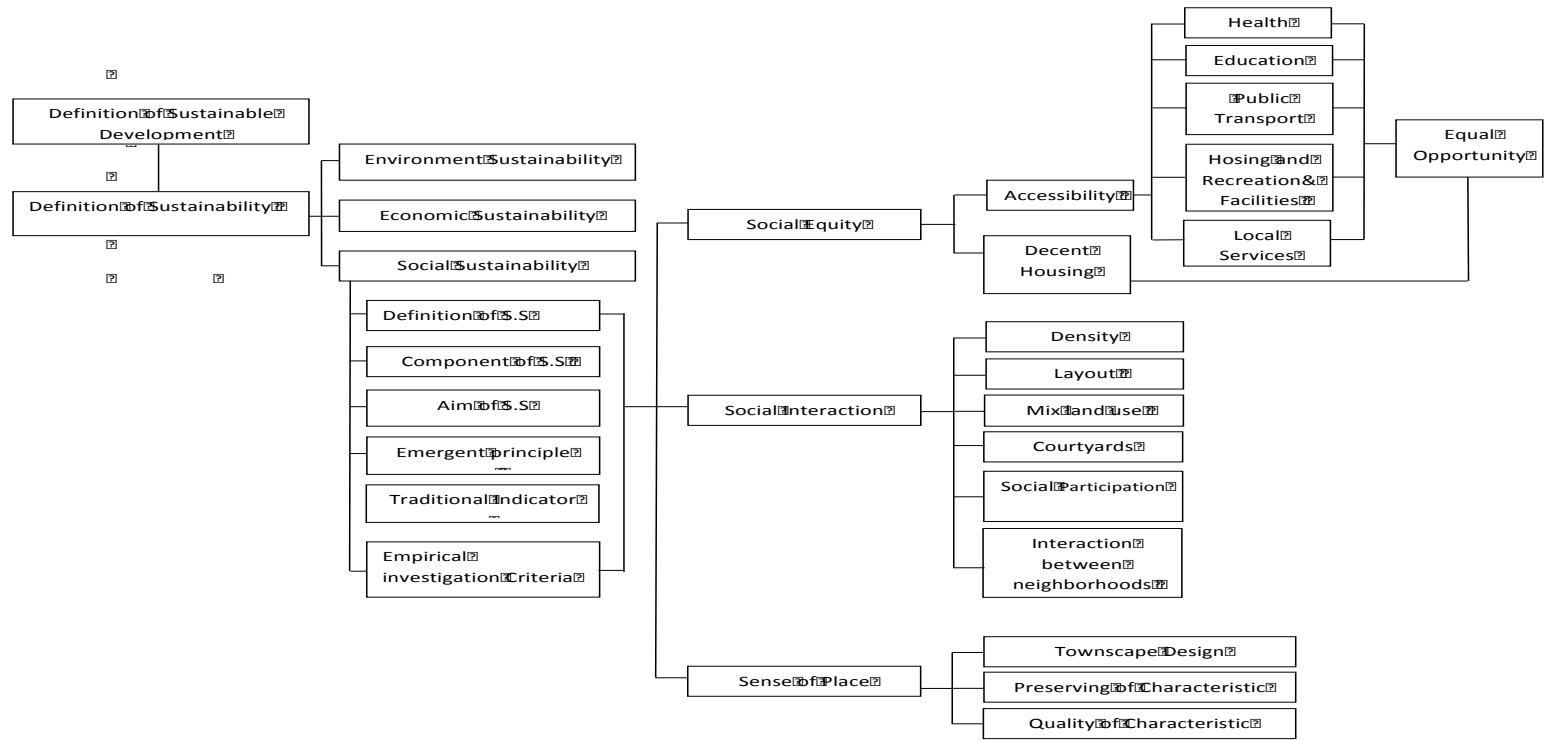 Definition of Sustainable
Development
Definition of Sustainability
Environment Sustainability
Economic Sustainability
Social Sustainability
Definition of S.S
Component of S.S
Aim of S.S
Emergent principle
Traditional Indicator
Empirical
investigation Criteria
Social Equity
Accessibility
Decent
Housing
Health
Education
Public
Transport
Hosing and
Recreation &
Facilities
Local
Services
Equal
Opportunity
Social Interaction
Density
Layout
Mix land use
Courtyards
Social Participation
Interaction
between
neighborhoods
Sense of Place
Townscape Design
Preserving of Characteristic
Quality of Characteristic